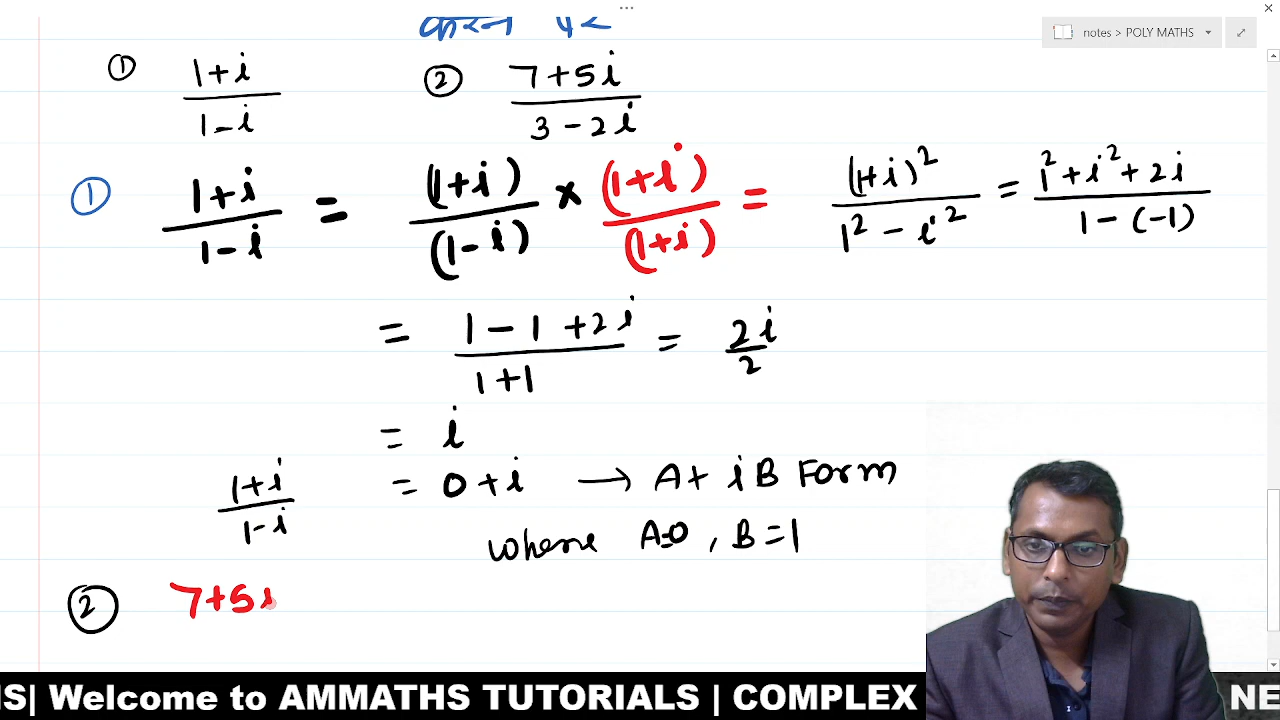 करने पर
notes > POLY MATHS
① 1+i/1-i ② 7+5i/3-2i
① 1+i/1-i = (1+i)/(1-i) × (1+i)/(1+i) = (1+i)²/1²-i² = 1²+i²+2i/1-(-1)
= 1-1+2i/1+1 = 2i/2
= i
1+i/1-i = 0+i → A+iB Form
where A=0, B=1
② 7+5i
S| Welcome to AMMATHS TUTORIALS | COMPLEX NE